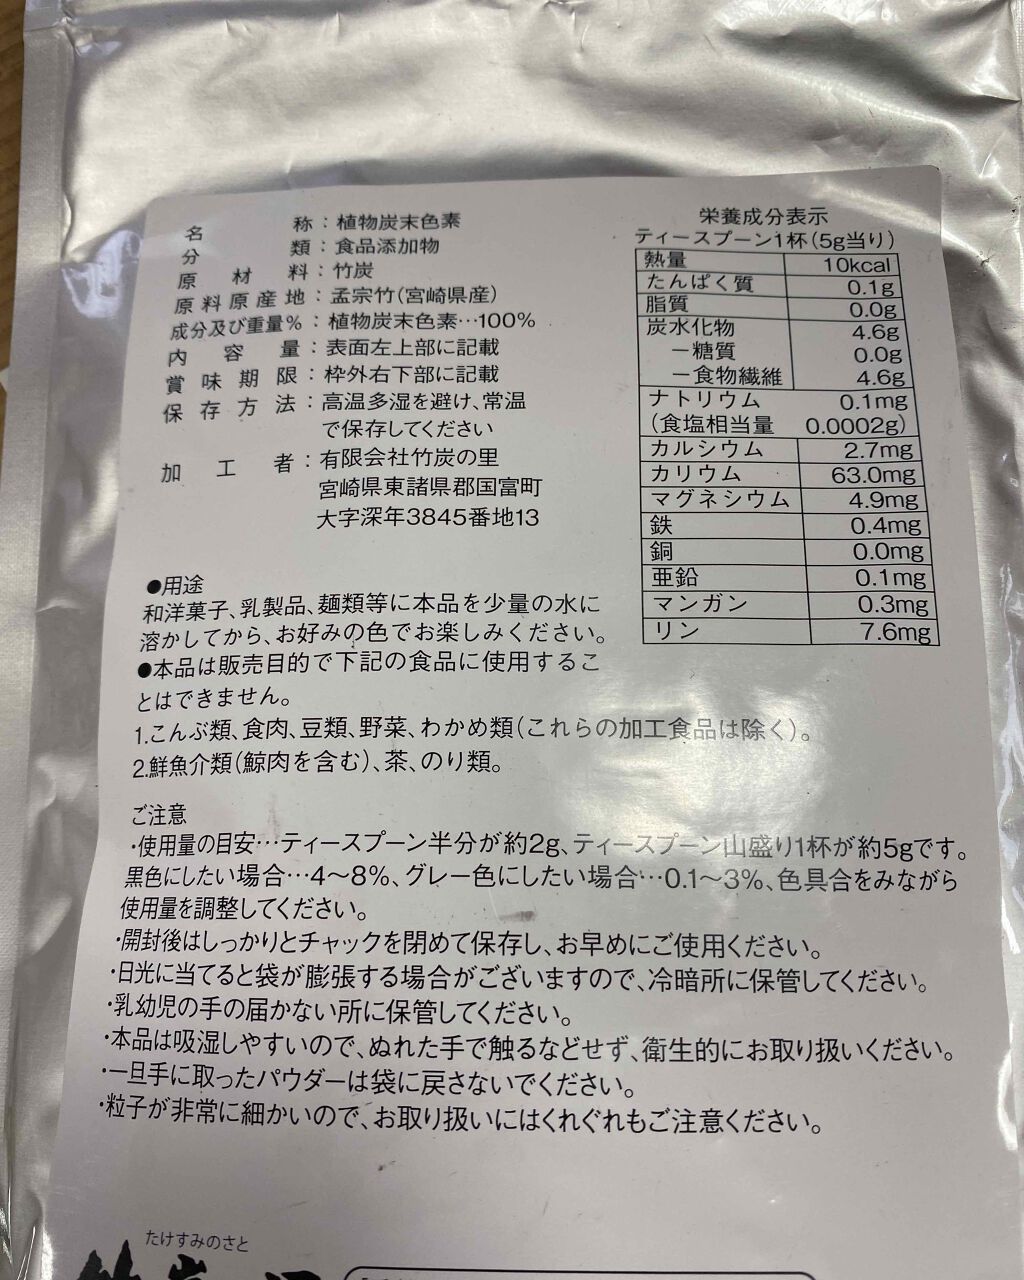 名称：植物炭末色素
分類：食品添加物
原材料：竹炭
原料原産地：孟宗竹(宮崎県産)
成分及び重量％：植物炭末色素…100%
内容量：表面左上部に記載
賞味期限：枠外右下部に記載
保存方法：高温多湿を避け、常温
で保存してください
加工者：有限会社竹炭の里
宮崎県東諸県郡国富町
大字深年3845番地13
栄養成分表示
ティースプーン1杯(5g当り)
熱量 10kcal
たんぱく質 0.1g
脂質 0.0g
炭水化物 4.6g
－糖質 0.0g
－食物繊維 4.6g
ナトリウム 0.1mg
(食塩相当量 0.0002g)
カルシウム 2.7mg
カリウム 63.0mg
マグネシウム 4.9mg
鉄 0.4mg
銅 0.0mg
亜鉛 0.1mg
マンガン 0.3mg
リン 7.6mg
●用途
和洋菓子、乳製品、麺類等に本品を少量の水に
溶かしてから、お好みの色でお楽しみください。
●本品は販売目的で下記の食品に使用するこ
とはできません。
1.こんぶ類、食肉、豆類、野菜、わかめ類(これらの加工食品は除く)。
2.鮮魚介類(鯨肉を含む)、茶、のり類。
ご注意
・使用量の目安…ティースプーン半分が約2g、ティースプーン山盛り1杯が約5gです。
黒色にしたい場合…4〜8%、グレー色にしたい場合…0.1〜3%、色具合をみながら
使用量を調整してください。
・開封後はしっかりとチャックを閉めて保存し、お早めにご使用ください。
・日光に当てると袋が膨張する場合がございますので、冷暗所に保管してください。
・乳幼児の手の届かない所に保管してください。
・本品は吸湿しやすいので、ぬれた手で触るなどせず、衛生的にお取り扱いください。
・一旦手に取ったパウダーは袋に戻さないでください。
・粒子が非常に細かいので、お取り扱いにはくれぐれもご注意ください。
たけすみのさと